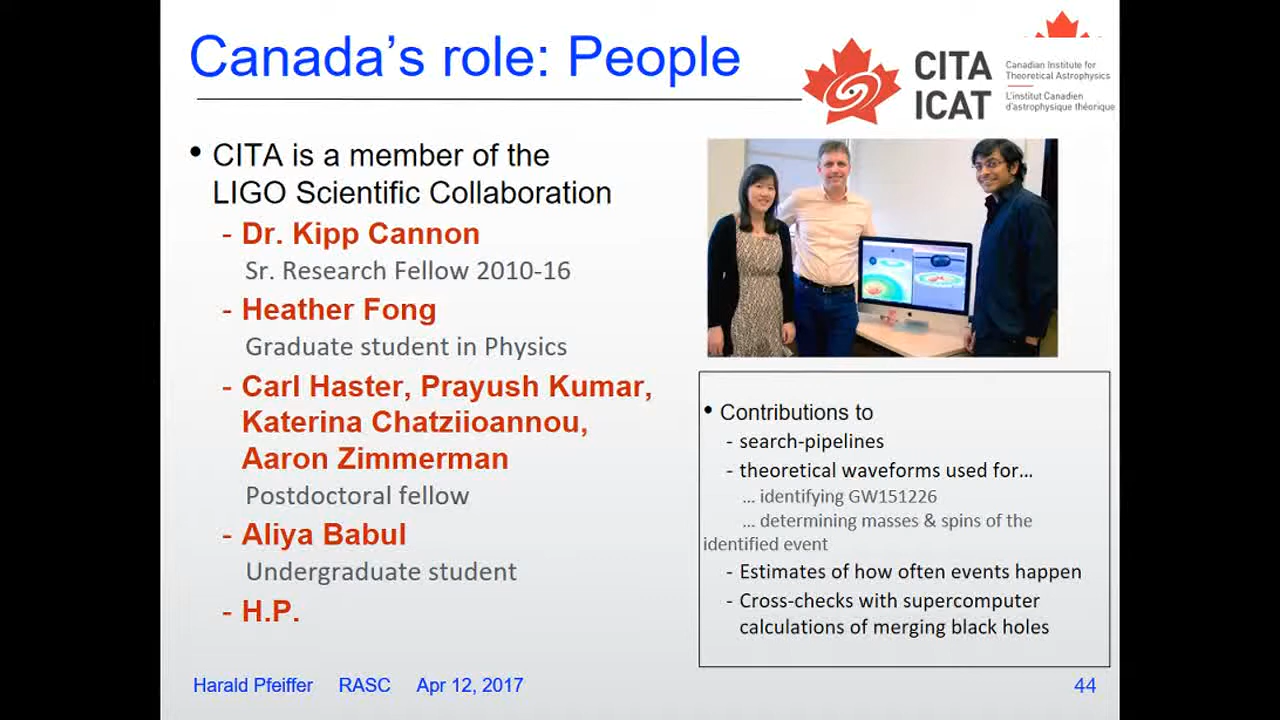 Canada's role: People
CITA
ICAT
Canadian Institute for
Theoretical Astrophysics
L'institut Canadien
d'astrophysique théorique
• CITA is a member of the
LIGO Scientific Collaboration
- Dr. Kipp Cannon
Sr. Research Fellow 2010-16
- Heather Fong
Graduate student in Physics
- Carl Haster, Prayush Kumar,
Katerina Chatziioannou,
Aaron Zimmerman
Postdoctoral fellow
- Aliya Babul
Undergraduate student
- H.P.
• Contributions to
- search-pipelines
- theoretical waveforms used for…
… identifying GW151226
… determining masses & spins of the
identified event
- Estimates of how often events happen
- Cross-checks with supercomputer
calculations of merging black holes
Harald Pfeiffer RASC Apr 12, 2017
44